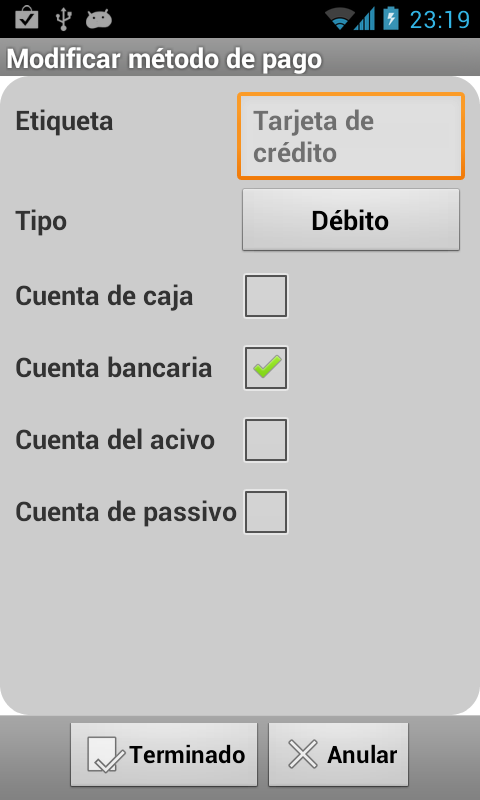 23:19
Modificar método de pago
Etiqueta
Tarjeta de
crédito
Tipo
Débito
Cuenta de caja
Cuenta bancaria
Cuenta del acivo
Cuenta de passivo
Terminado
Anular